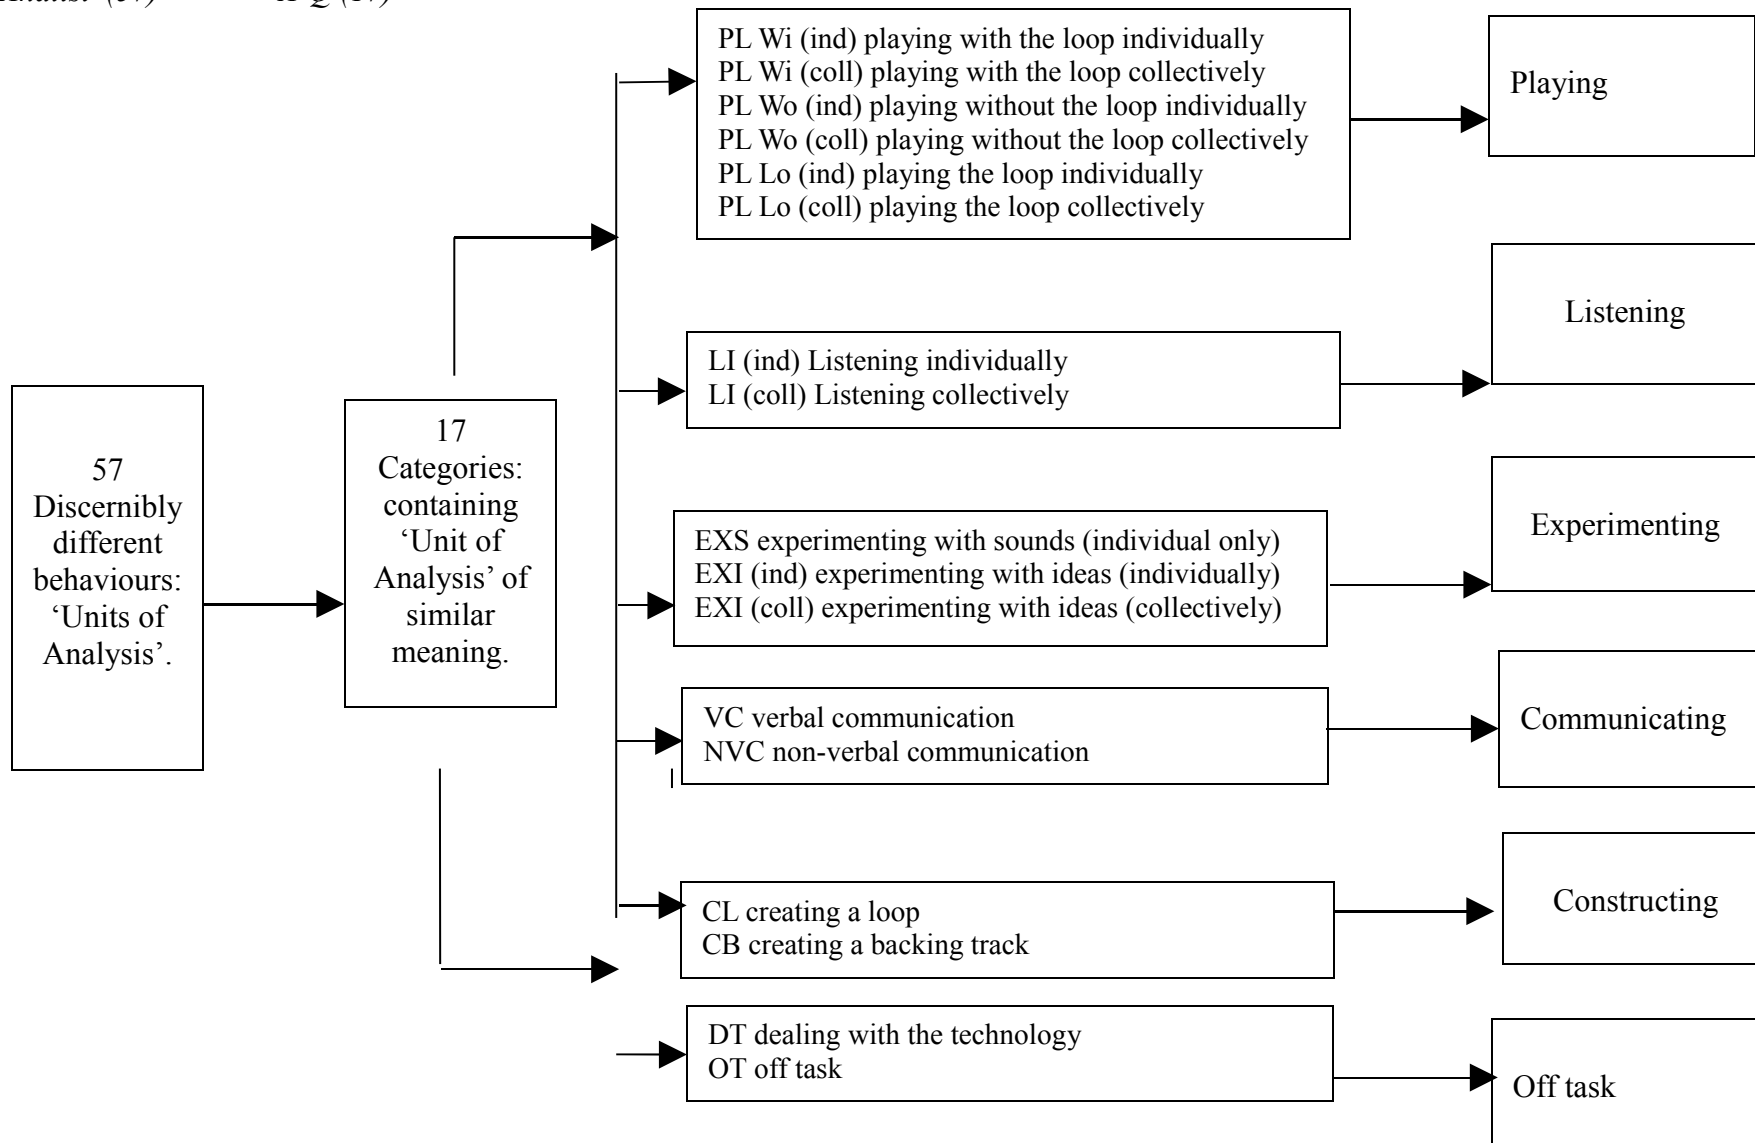 (57)
(17)
57
Discernibly
different
behaviours:
‘Units of
Analysis’.
17
Categories:
containing
‘Unit of
Analysis’ of
similar
meaning.
PL Wi (ind) playing with the loop individually
PL Wi (coll) playing with the loop collectively
PL Wo (ind) playing without the loop individually
PL Wo (coll) playing without the loop collectively
PL Lo (ind) playing the loop individually
PL Lo (coll) playing the loop collectively
Playing
LI (ind) Listening individually
LI (coll) Listening collectively
Listening
EXS experimenting with sounds (individual only)
EXI (ind) experimenting with ideas (individually)
EXI (coll) experimenting with ideas (collectively)
Experimenting
VC verbal communication
NVC non-verbal communication
Communicating
CL creating a loop
CB creating a backing track
Constructing
DT dealing with the technology
OT off task
Off task